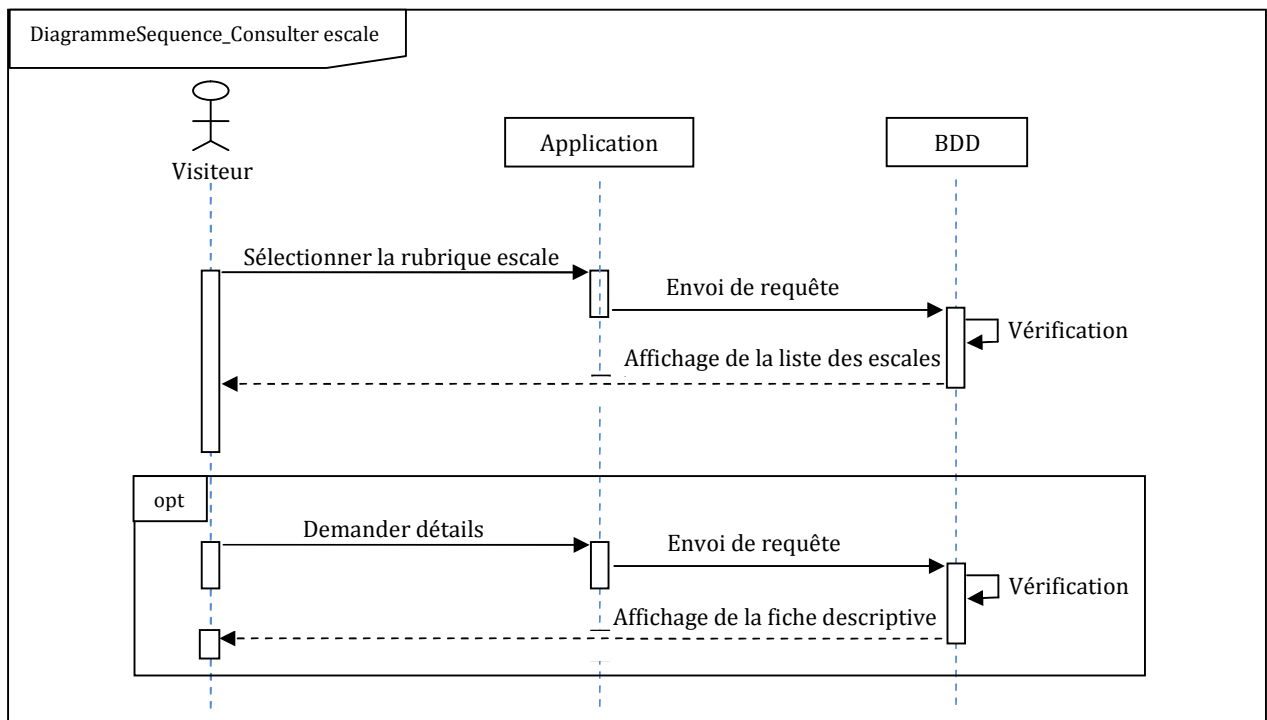 DiagrammeSequence_Consulter escale
Visiteur
Application
BDD
Sélectionner la rubrique escale
Envoi de requête
Vérification
Affichage de la liste des escales
opt
Demander détails
Envoi de requête
Vérification
Affichage de la fiche descriptive